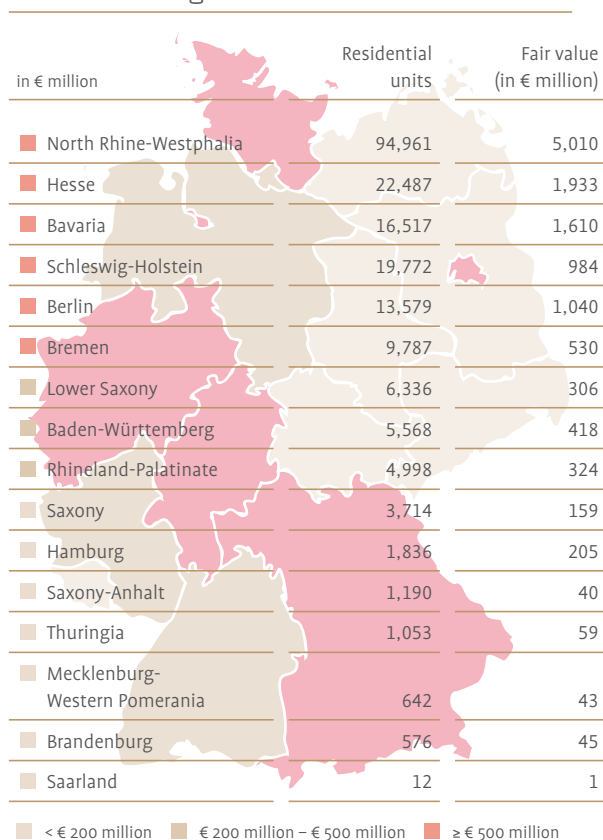 Residential Fair value
in € million units (in € million)
North Rhine-Westphalia 94,961 5,010
Hesse 22,487 1,933
Bavaria 16,517 1,610
Schleswig-Holstein 19,772 984
Berlin 13,579 1,040
Bremen 9,787 530
Lower Saxony 6,336 306
Baden-Württemberg 5,568 418
Rhineland-Palatinate 4,998 324
Saxony 3,714 159
Hamburg 1,836 205
Saxony-Anhalt 1,190 40
Thuringia 1,053 59
Mecklenburg-
Western Pomerania 642 43
Brandenburg 576 45
Saarland 12 1
< € 200 million € 200 million – € 500 million ≥ € 500 million